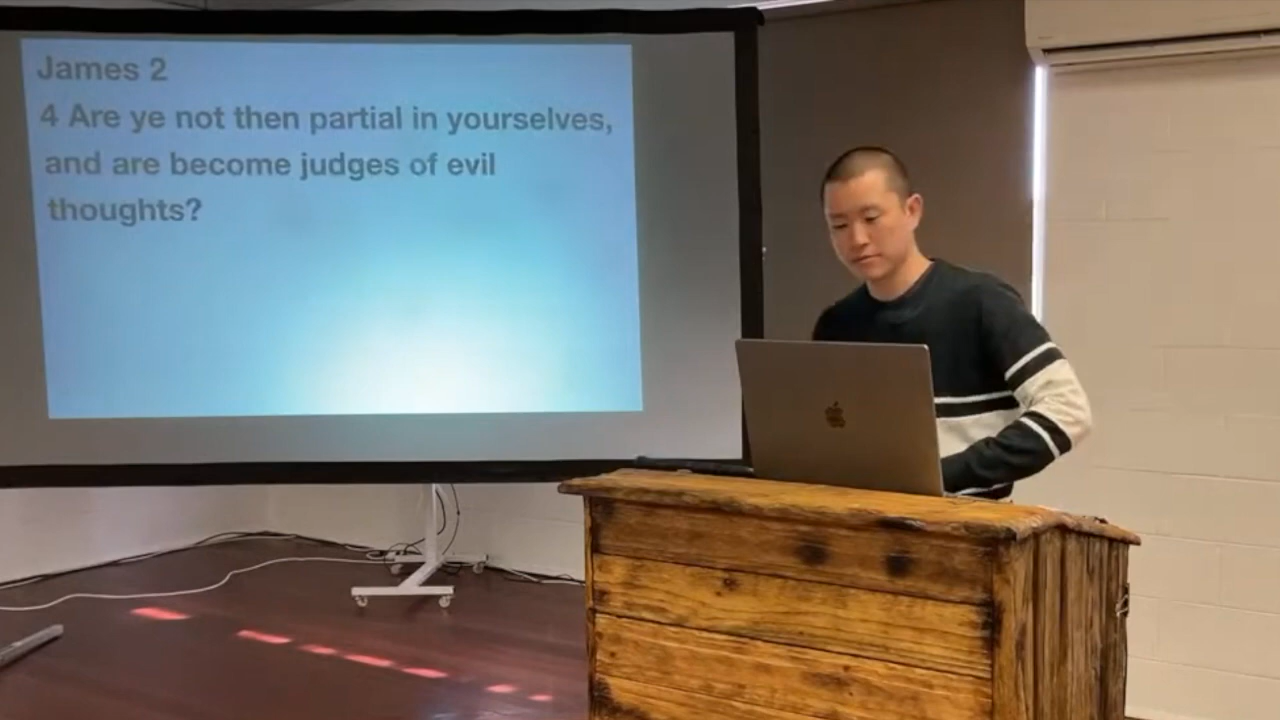 James 2
4 Are ye not then partial in yourselves,
and are become judges of evil
thoughts?